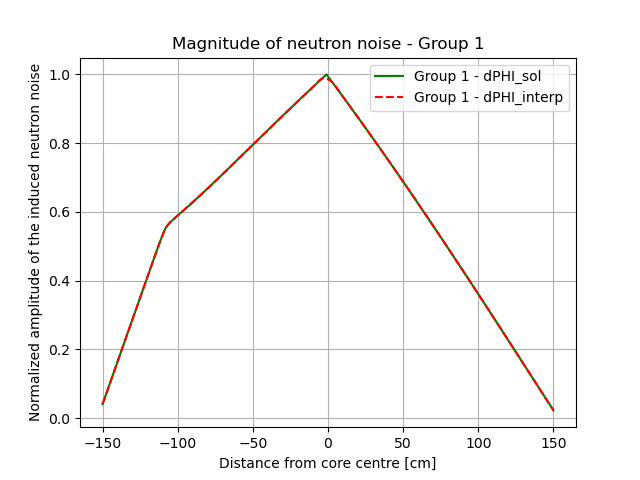 Magnitude of neutron noise - Group 1
Normalized amplitude of the induced neutron noise
1.0
0.8
0.6
0.4
0.2
0.0
Group 1 - dPHI_sol
Group 1 - dPHI_interp
−150
−100
−50
0
50
100
150
Distance from core centre [cm]